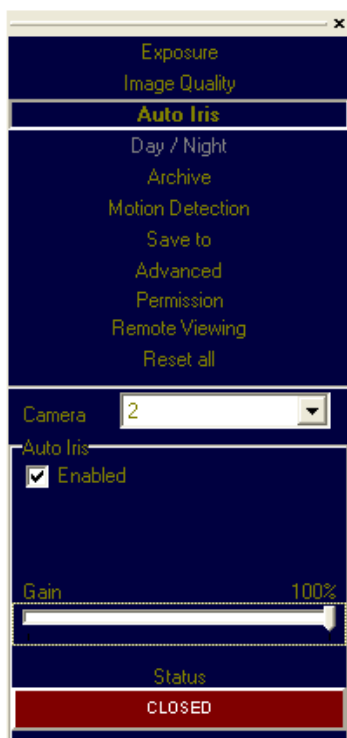 Exposure
Image Quality
Auto Iris
Day / Night
Archive
Motion Detection
Save to
Advanced
Permission
Remote Viewing
Reset all
Camera 2
Auto Iris
Enabled
Gain 100%
Status
CLOSED